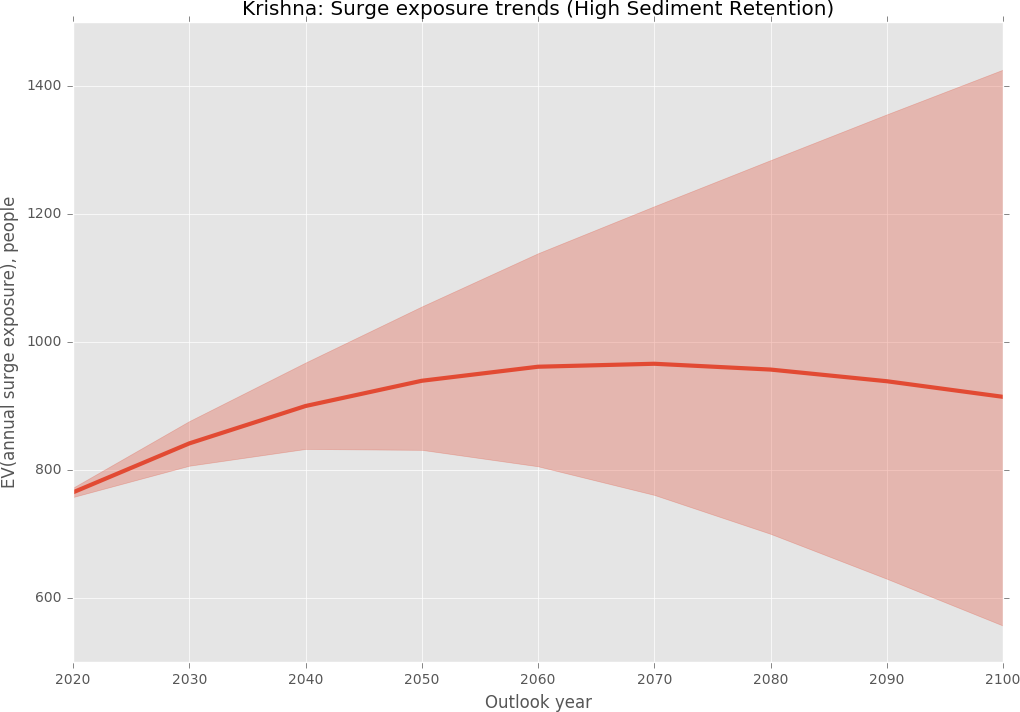 Krishna: Surge exposure trends (High Sediment Retention)
1400
1200
1000
800
600
EV(annual surge exposure), people
2020 2030 2040 2050 2060 2070 2080 2090 2100
Outlook year